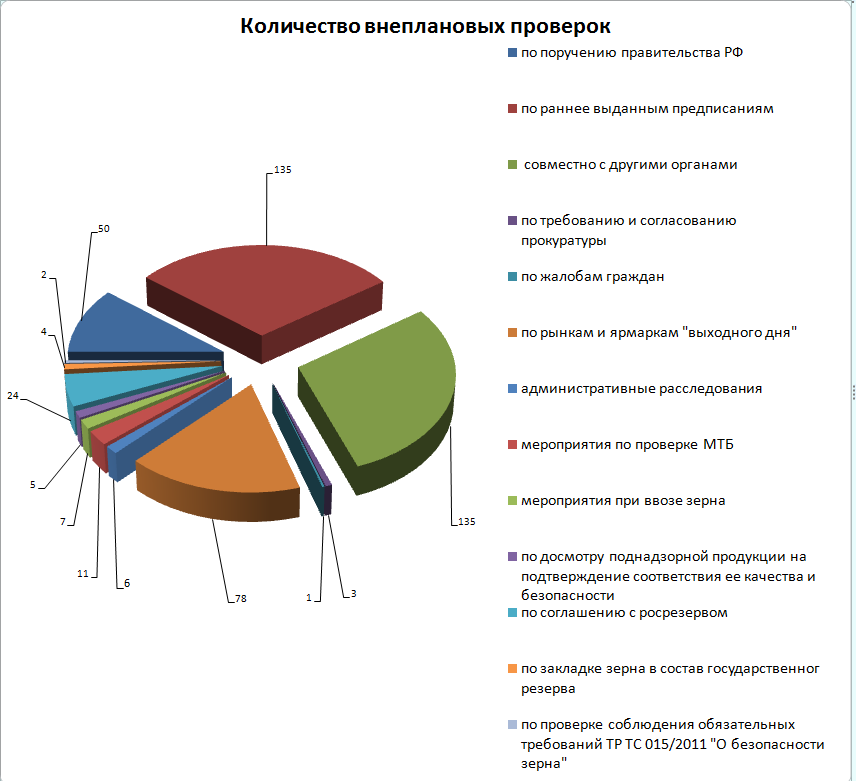 Количество внеплановых проверок
по поручению правительства РФ
по раннее выданным предписаниям
совместно с другими органами
по требованию и согласованию
прокуратуры
по жалобам граждан
по рынкам и ярмаркам "выходного дня"
административные расследования
мероприятия по проверке МТБ
мероприятия при ввозе зерна
по досмотру поднадзорной продукции на
подтверждение соответствия ее качества и
безопасности
по соглашению с росрезервом
по закладке зерна в состав государственног
резерва
по проверке соблюдения обязательных
требований ТР ТС 015/2011 "О безопасности
зерна"
135
50
2
4
24
5
7
11
6
78
1
3
135